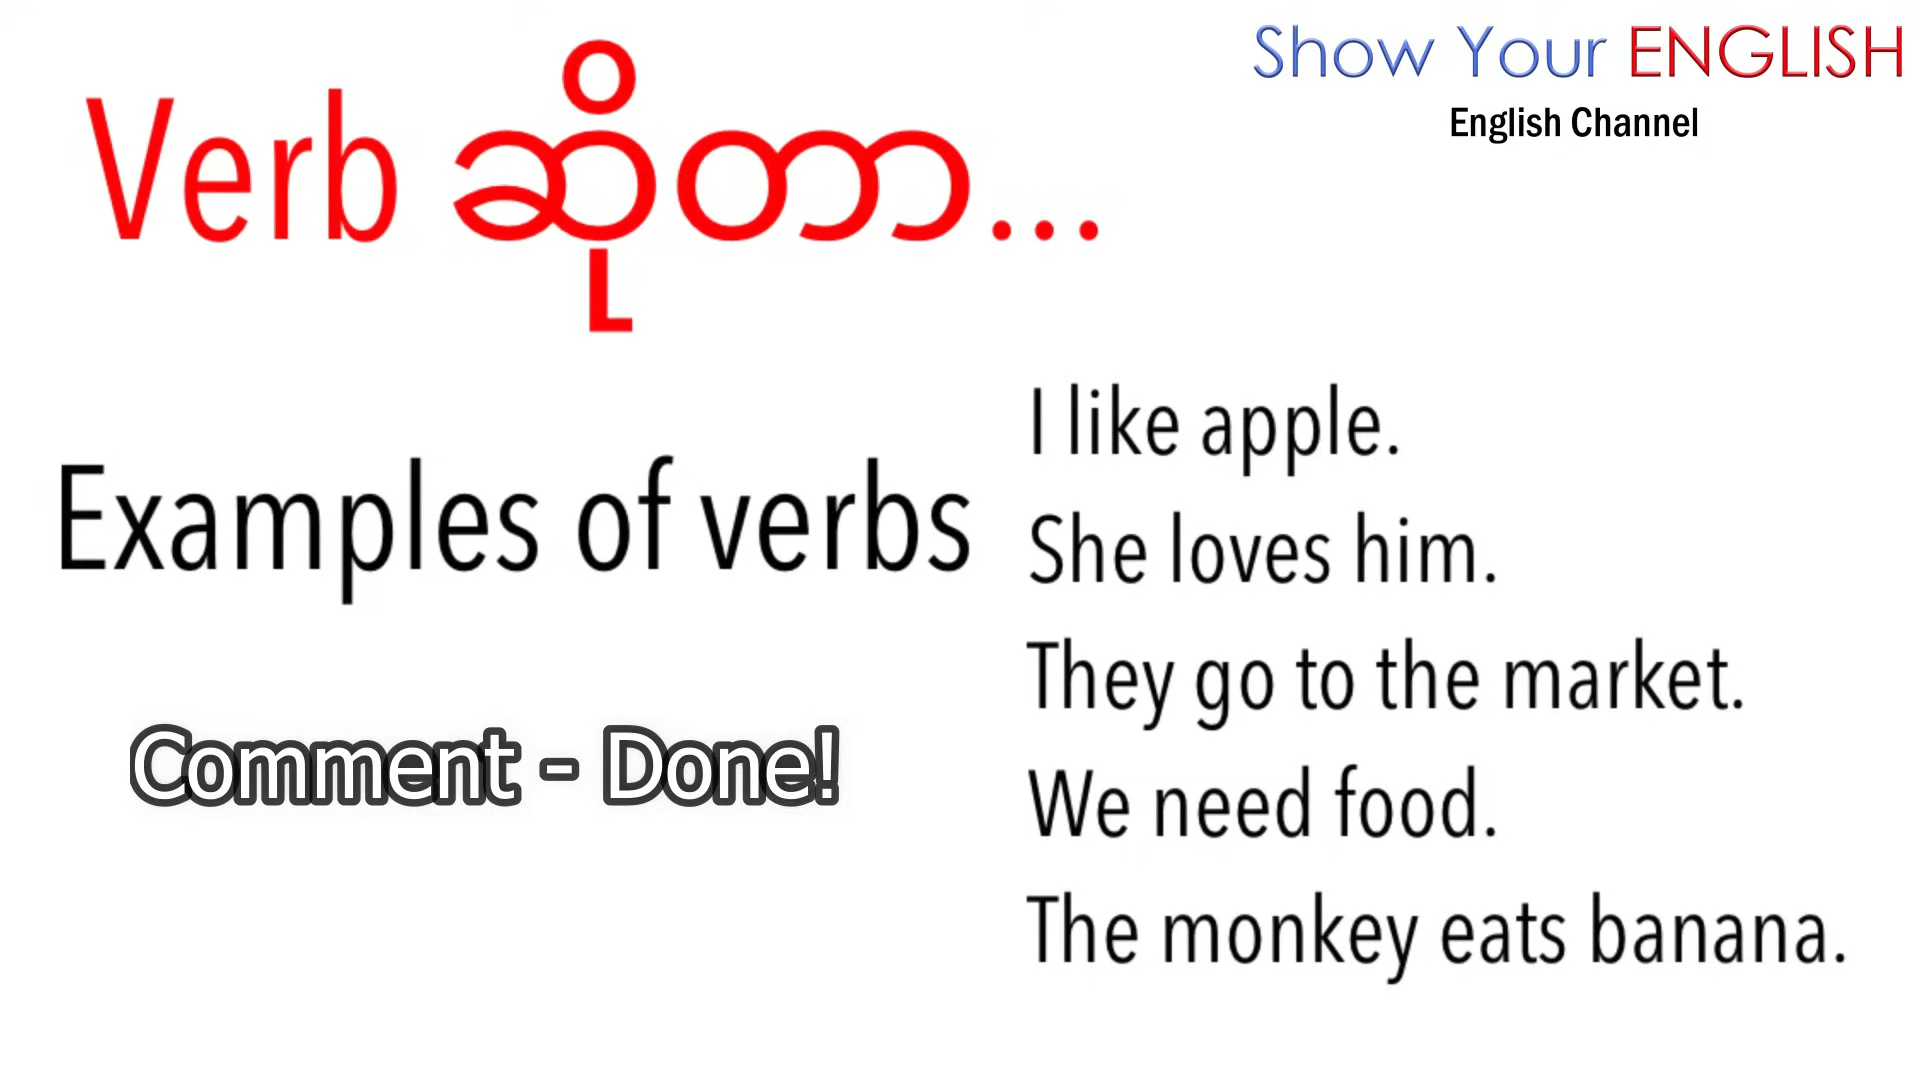 Show Your ENGLISH
English Channel
Verb ဆိုတာ...
Examples of verbs
Comment - Done!
I like apple.
She loves him.
They go to the market.
We need food.
The monkey eats banana.